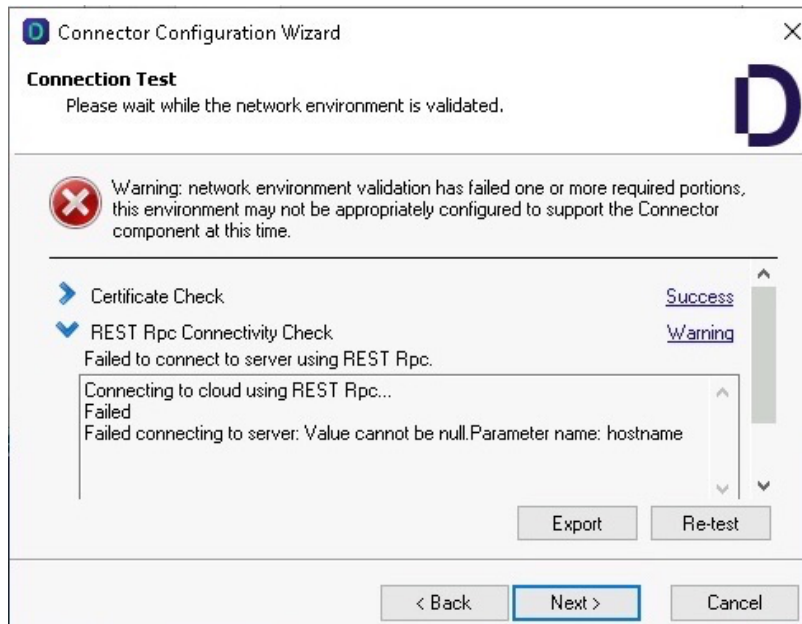 D Connector Configuration Wizard
Connection Test
Please wait while the network environment is validated.
D
Warning: network environment validation has failed one or more required portions,
this environment may not be appropriately configured to support the Connector
component at this time.
Certificate Check Success
REST Rpc Connectivity Check Warning
Failed to connect to server using REST Rpc.
Connecting to cloud using REST Rpc...
Failed
Failed connecting to server: Value cannot be null.Parameter name: hostname
Export Re-test
< Back Next > Cancel